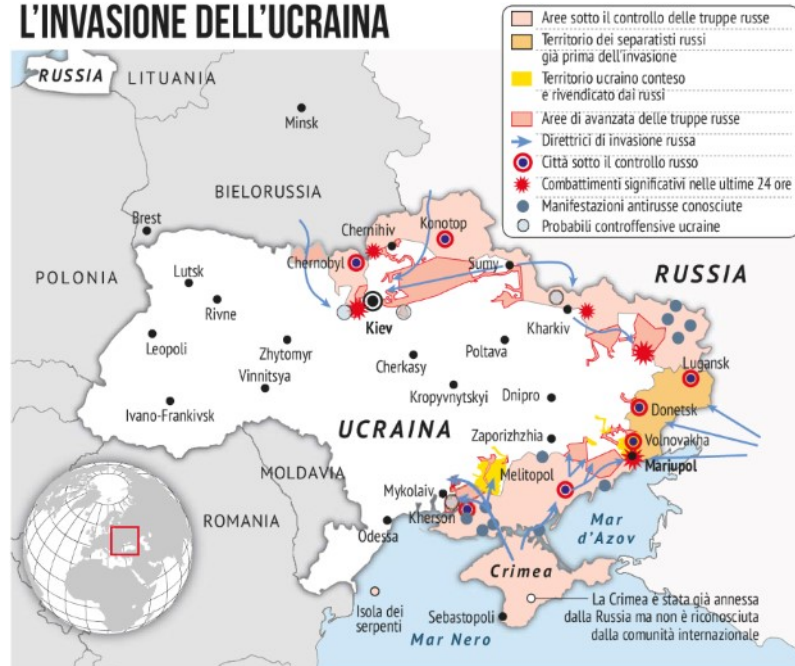 L'INVASIONE DELL'UCRAINA
Aree sotto il controllo delle truppe russe
Territorio dei separatisti russi
già prima dell'invasione
Territorio ucraino conteso
e rivendicato dai russi
Aree di avanzata delle truppe russe
Direttrici di invasione russa
Città sotto il controllo russo
Combattimenti significativi nelle ultime 24 ore
Manifestazioni antirusse conosciute
Probabili controffensive ucraine
RUSSIA
LITUANIA
Minsk
BIELORUSSIA
Brest
Chernihiv
Konotop
POLONIA
Lutsk
Chernobyl
Sumy
RUSSIA
Rivne
Kiev
Kharkiv
Leopoli
Zhytomyr
Cherkasy
Poltava
Lugansk
Vinnitsya
Kropyvnytskyi
Dnipro
Donetsk
Ivano-Frankivsk
UCRAINA
Zaporizhzhia
Volnovakha
Mariupol
MOLDAVIA
Melitopol
Mykolaiv
ROMANIA
Kherson
Odessa
Mar
d'Azov
Crimea
Isola dei
serpenti
Sebastopoli
La Crimea è stata già annessa
dalla Russia ma non è riconosciuta
dalla comunità internazionale
Mar Nero